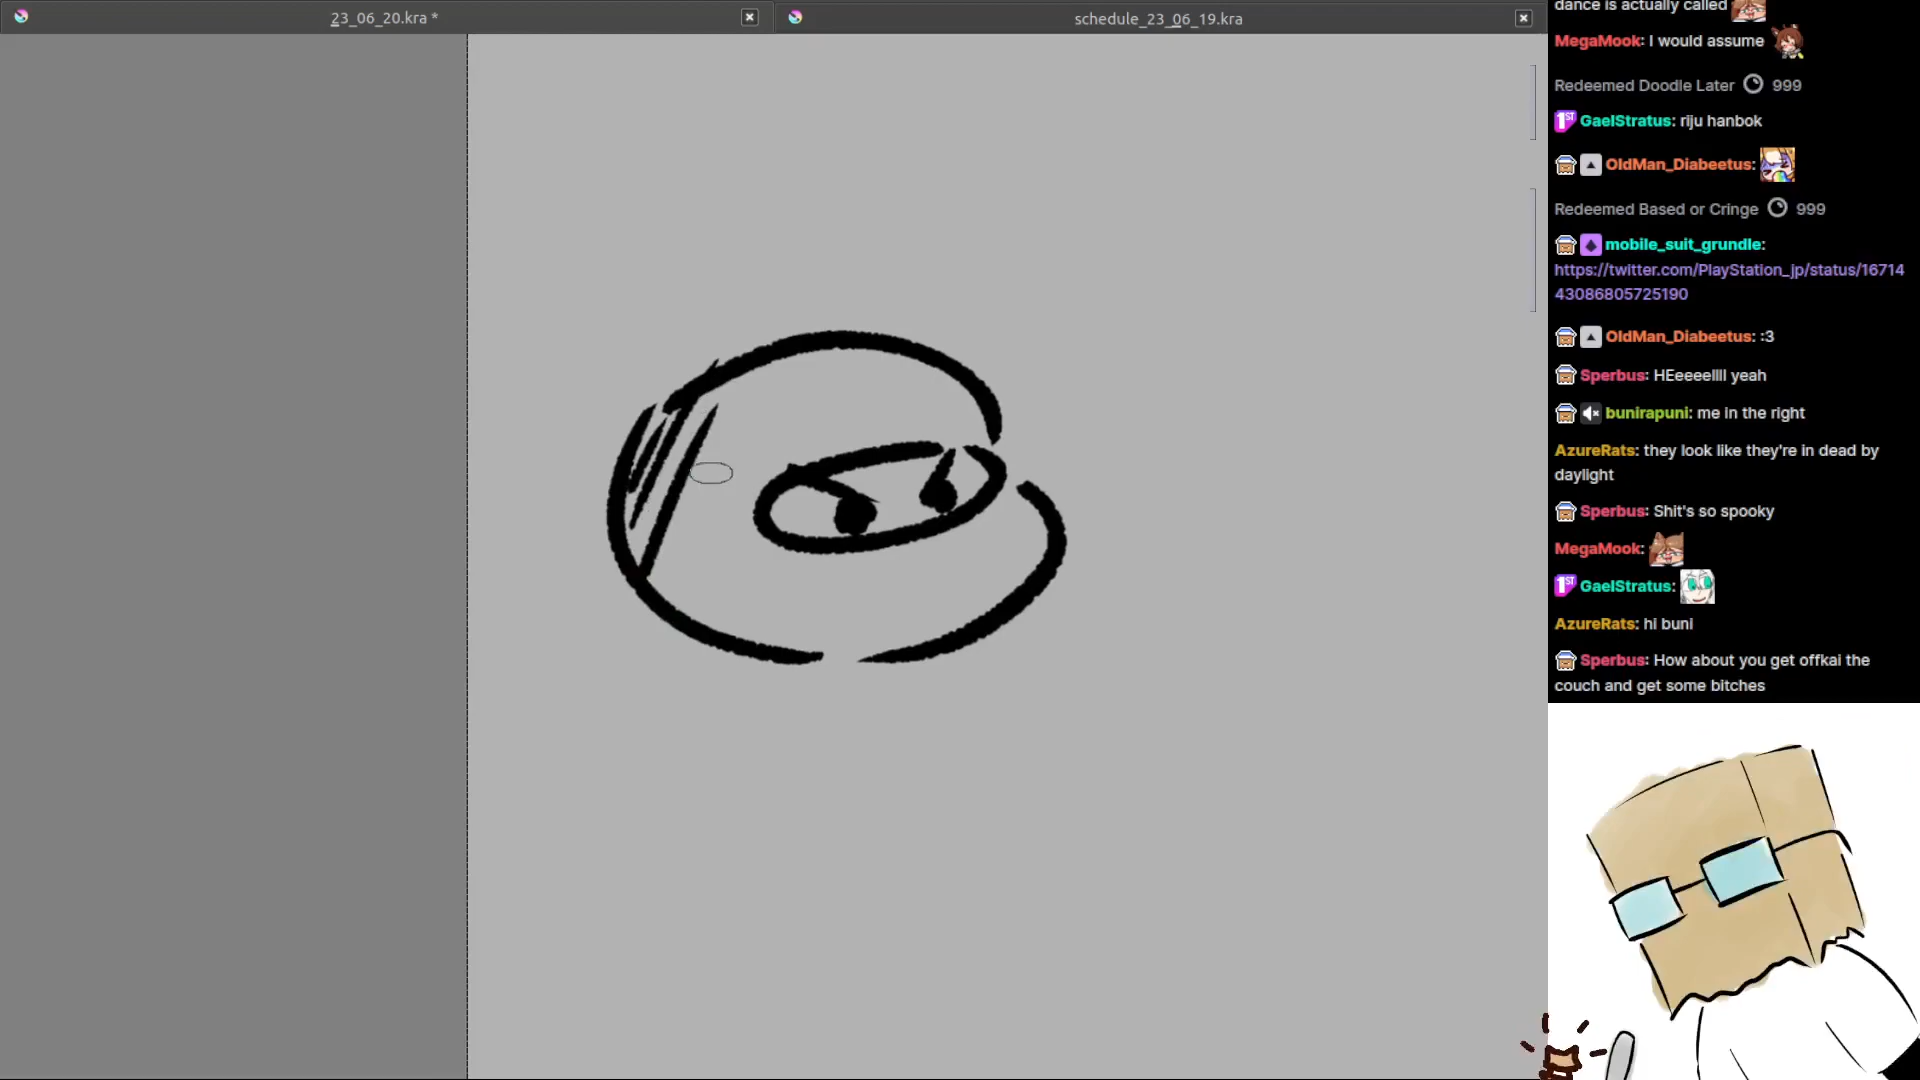 23_06_20.kra *
schedule_23_06_19.kra
dance is actually called
MegaMook: I would assume
Redeemed Doodle Later 999
1ST GaelStratus: riju hanbok
OldMan_Diabeetus:
Redeemed Based or Cringe 999
mobile_suit_grundle:
https://twitter.com/PlayStation_jp/status/16714
43086805725190
OldMan_Diabeetus: :3
Sperbus: HEeeeellll yeah
bunirapuni: me in the right
AzureRats: they look like they're in dead by
daylight
Sperbus: Shit's so spooky
MegaMook:
1ST GaelStratus:
AzureRats: hi buni
Sperbus: How about you get offkai the
couch and get some bitches